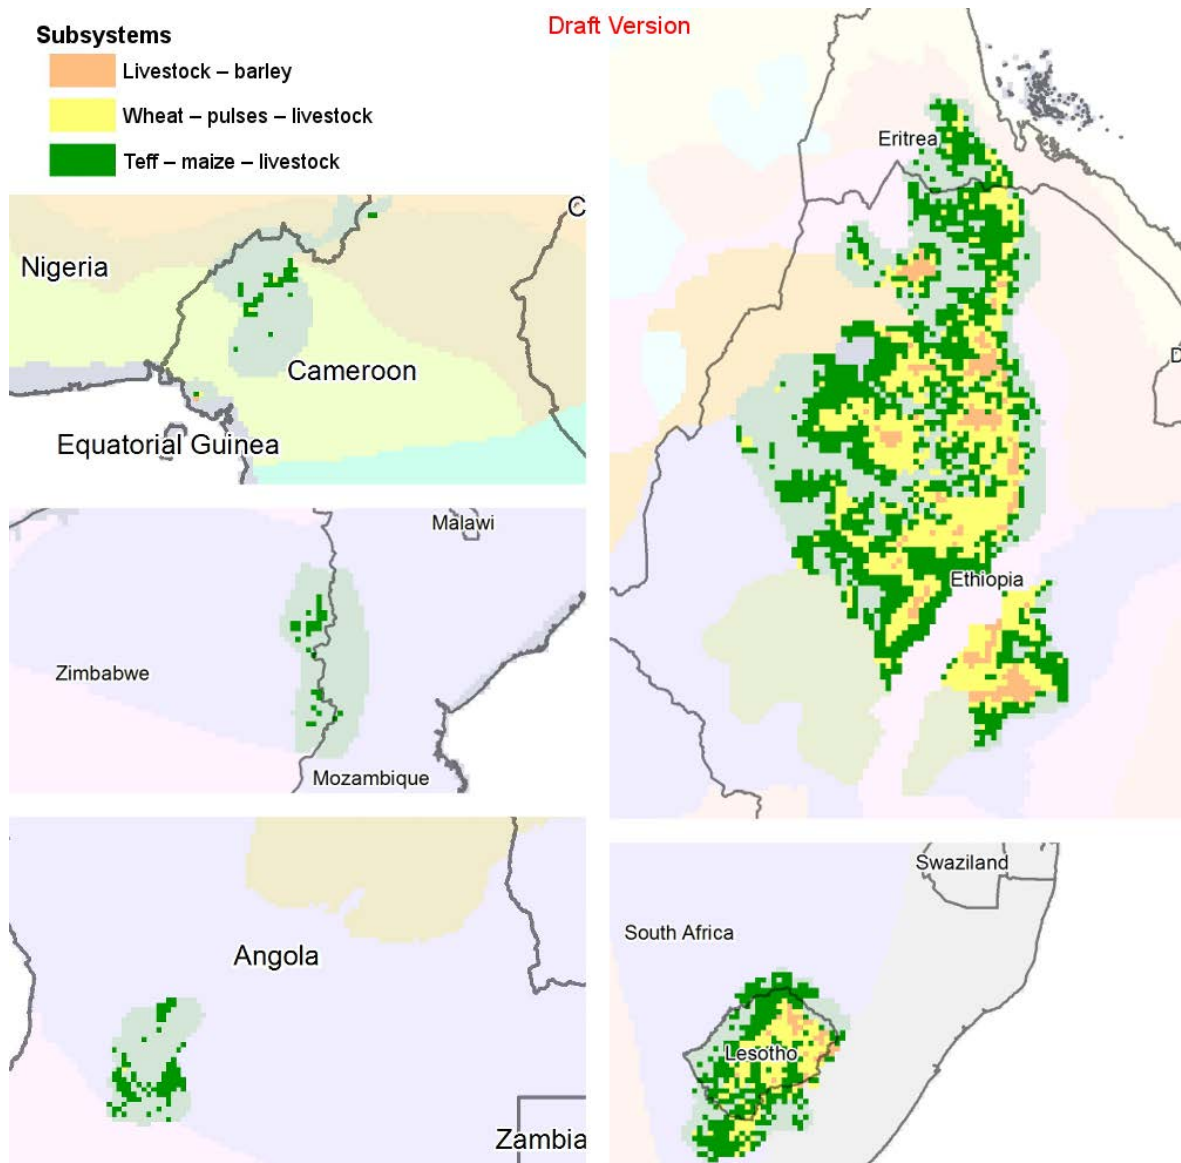 Draft Version
Subsystems
Livestock – barley
Wheat – pulses – livestock
Teff – maize – livestock
C
Nigeria
Cameroon
Equatorial Guinea
Malawi
Zimbabwe
Mozambique
Angola
Zambia
Eritrea
D
Ethiopia
Swaziland
South Africa
Lesotho